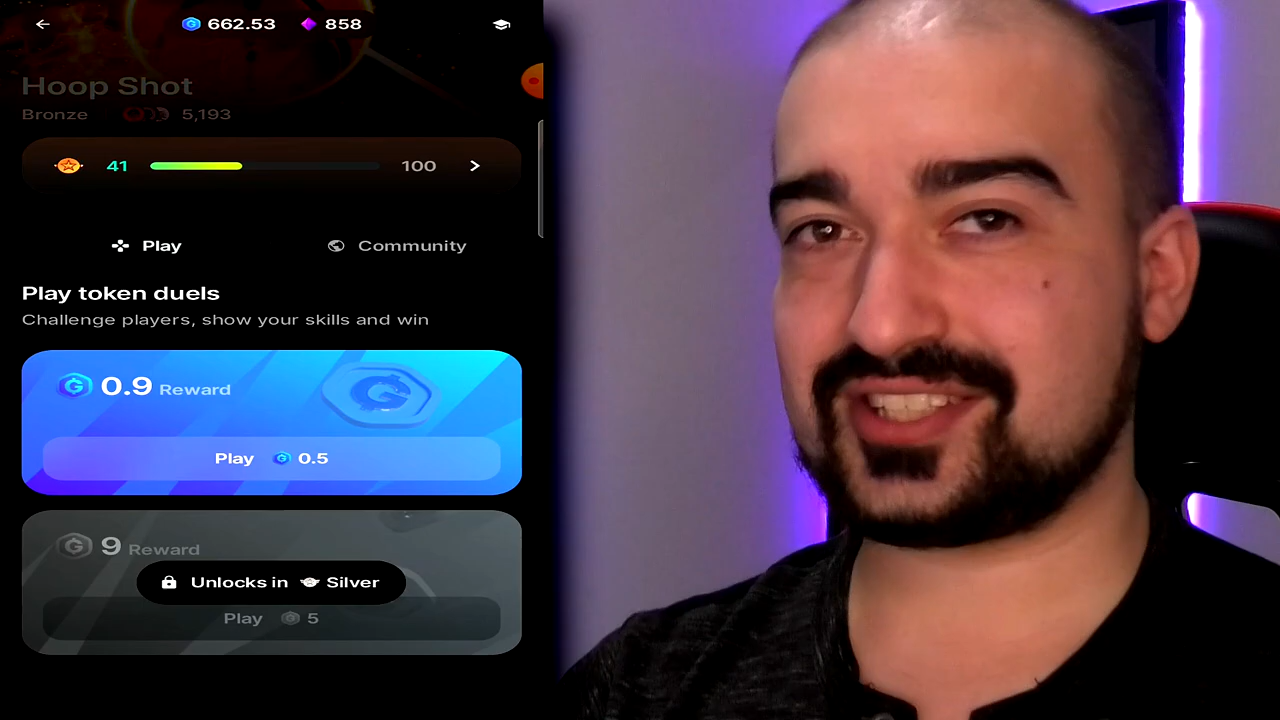 662.53 858
Hoop Shot
Bronze 5,193
41 100
Play Community
Play token duels
Challenge players, show your skills and win
0.9 Reward
Play 0.5
9 Reward
Unlocks in Silver
Play 5